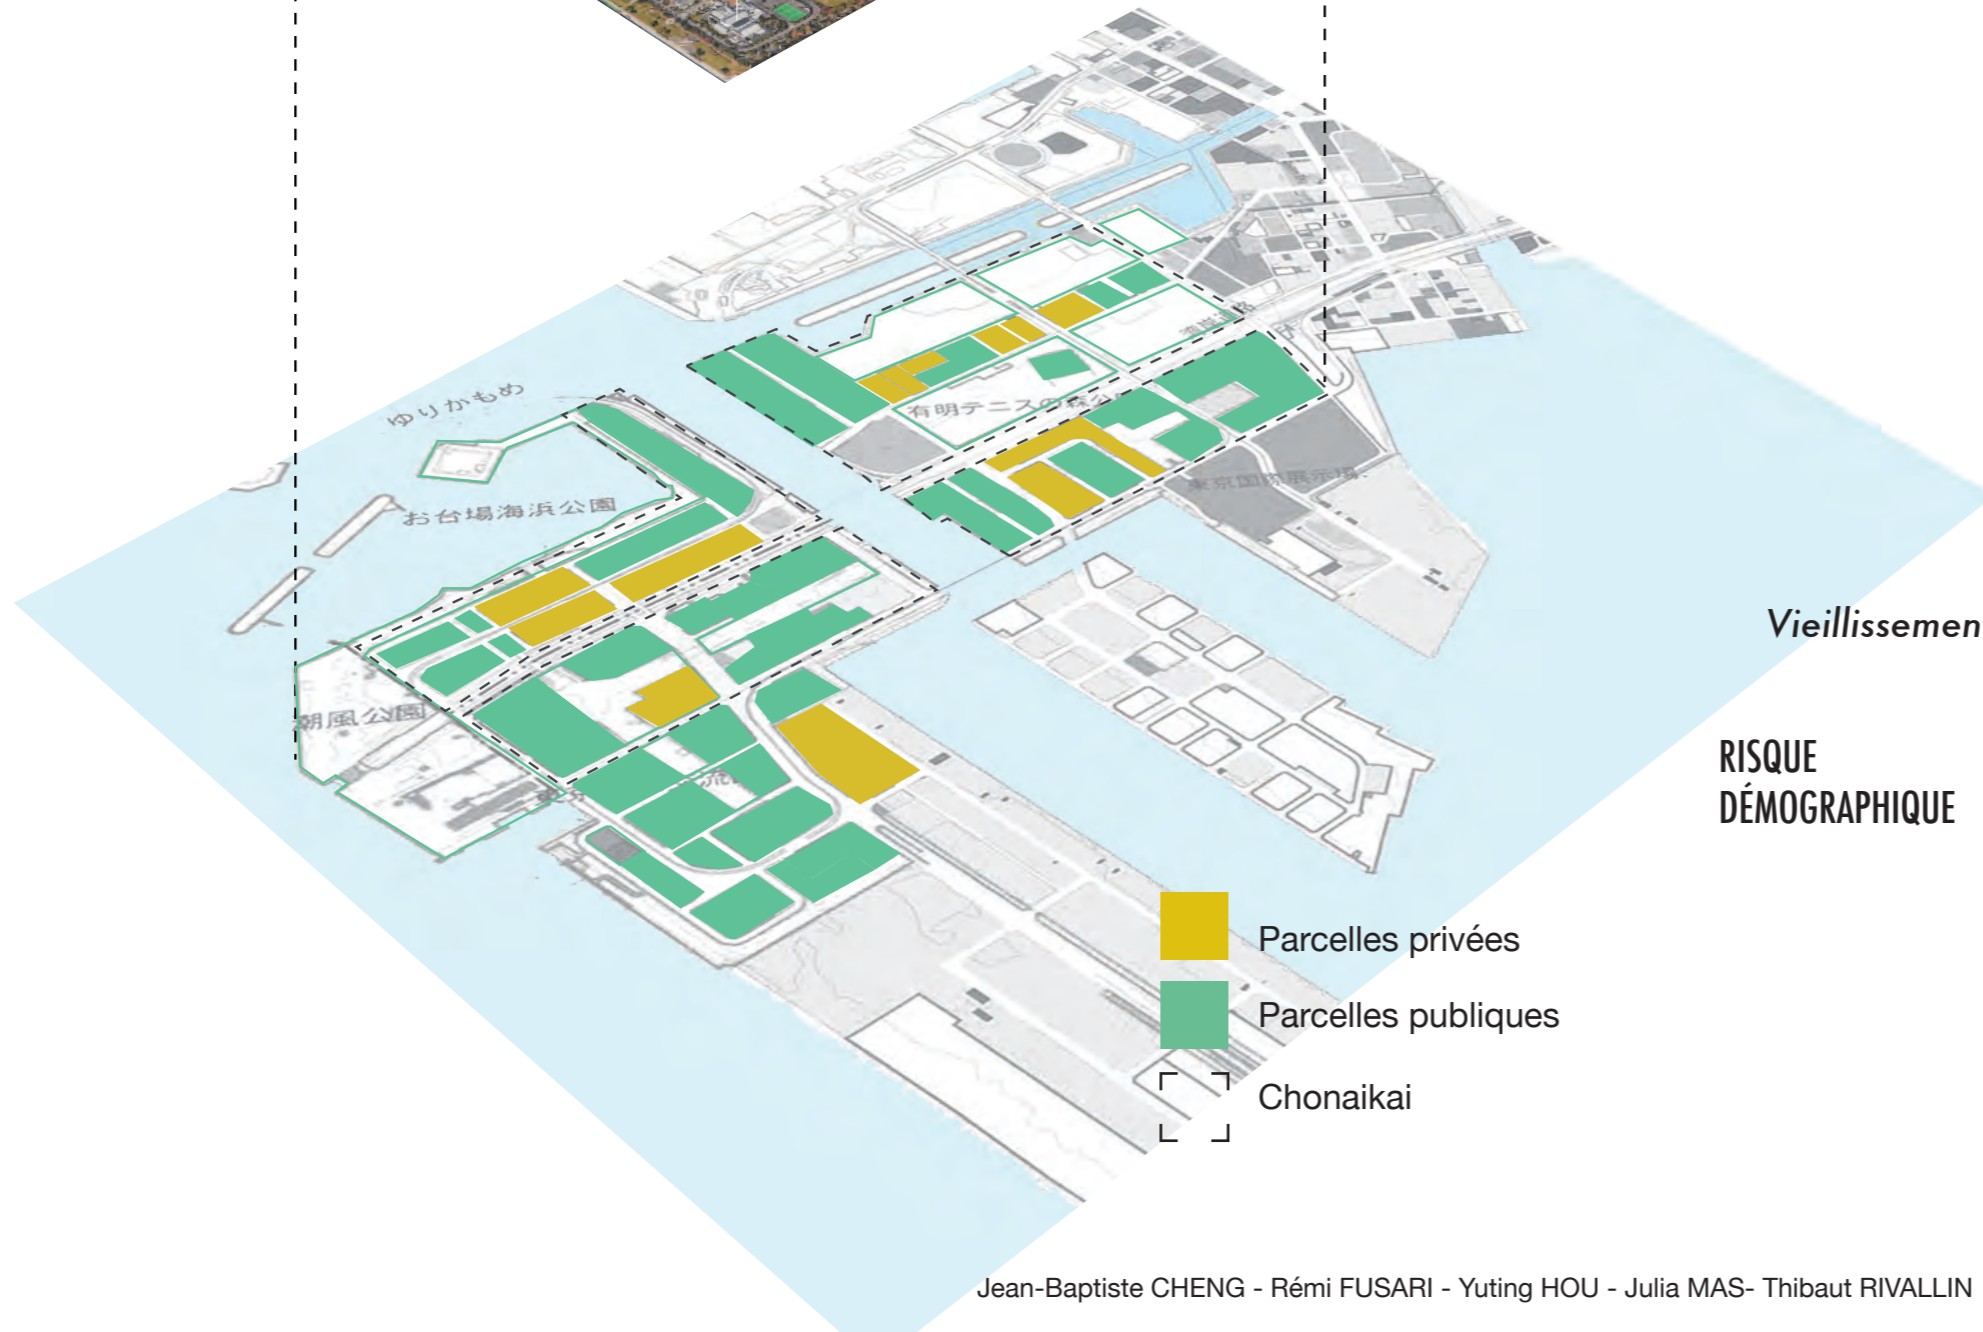 ゆりかもめ
有明テニスの森公
お台場海浜公園
東京国際展示場
Vieillissemen
潮風公園
RISQUE
DÉMOGRAPHIQUE
Parcelles privées
Parcelles publiques
Chonaikai
Jean-Baptiste CHENG - Rémi FUSARI - Yuting HOU - Julia MAS- Thibaut RIVALLIN